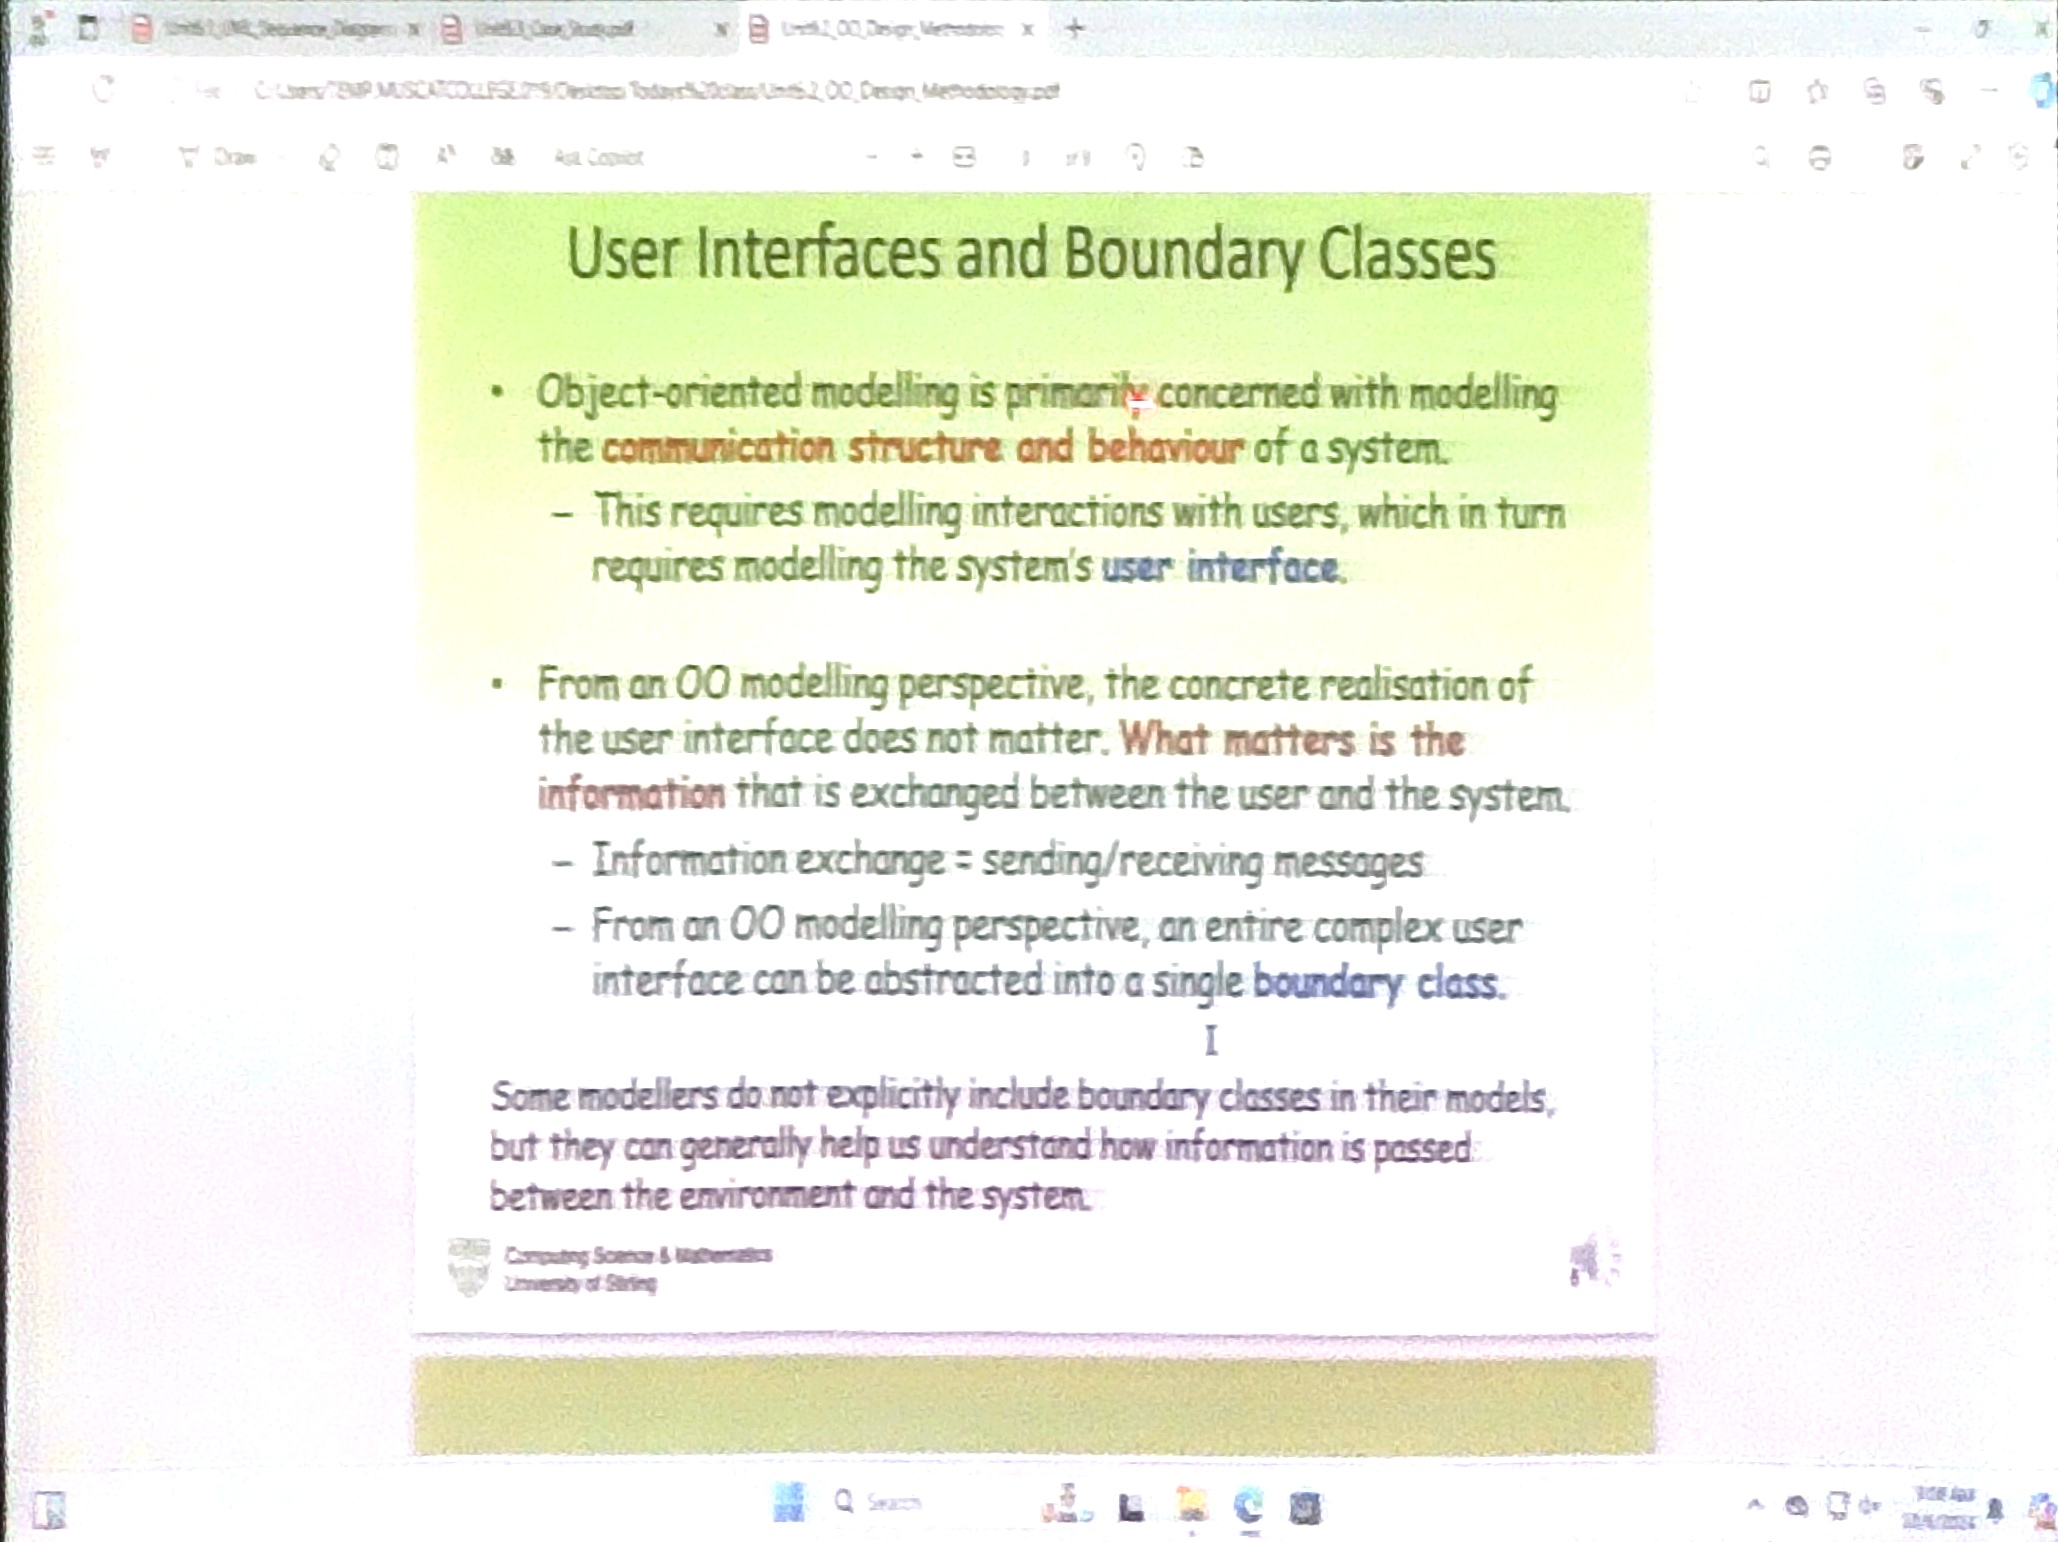 Unit5.2_OO_Design_Methodolo
Draw
Ask Copilot
User Interfaces and Boundary Classes
• Object-oriented modelling is primarily concerned with modelling
the communication structure and behaviour of a system.
– This requires modelling interactions with users, which in turn
requires modelling the system's user interface.
• From an OO modelling perspective, the concrete realisation of
the user interface does not matter. What matters is the
information that is exchanged between the user and the system.
– Information exchange = sending/receiving messages
– From an OO modelling perspective, an entire complex user
interface can be abstracted into a single boundary class.
Some modellers do not explicitly include boundary classes in their models,
but they can generally help us understand how information is passed
between the environment and the system.
Computing Science & Mathematics
University of Stirling
Search